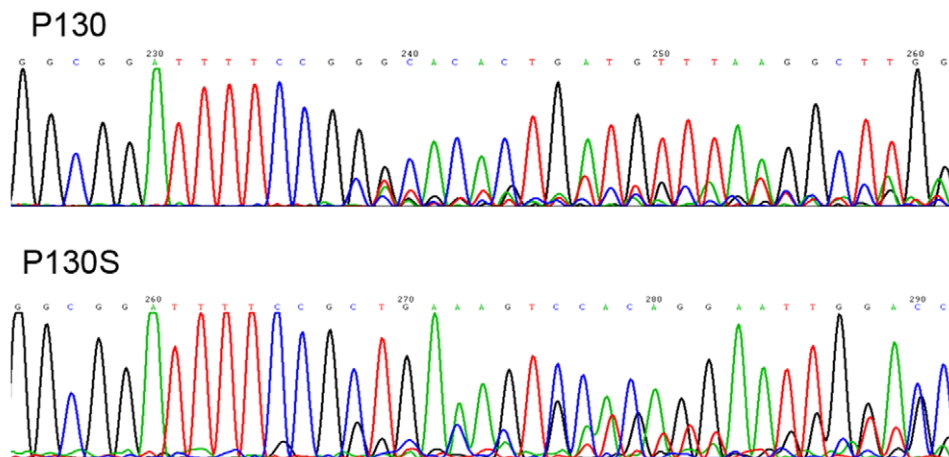 P130
230 240 250 260
G G C G G A T T T T C C G G G C A C A C T G A T G T T T A A G G C T T G G
P130S
260 270 280 290
G G C G G A T T T T C C G C T G A A A G T C C A C A G G A A T T G G A C C